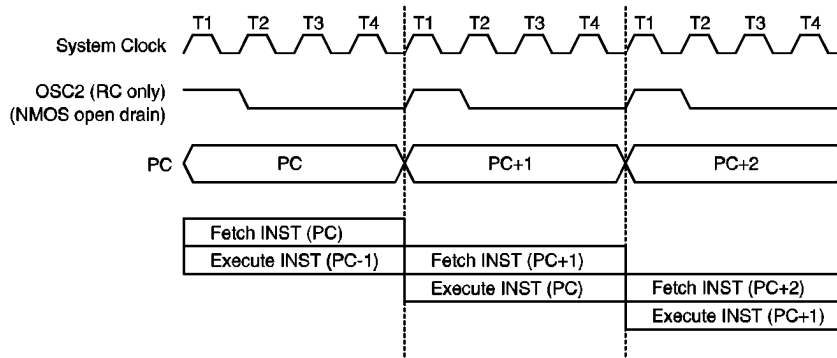 T1 T2 T3 T4 T1 T2 T3 T4 T1 T2 T3 T4
System Clock
OSC2 (RC only)
(NMOS open drain)
PC PC PC+1 PC+2
Fetch INST (PC)
Execute INST (PC-1) Fetch INST (PC+1)
Execute INST (PC) Fetch INST (PC+2)
Execute INST (PC+1)